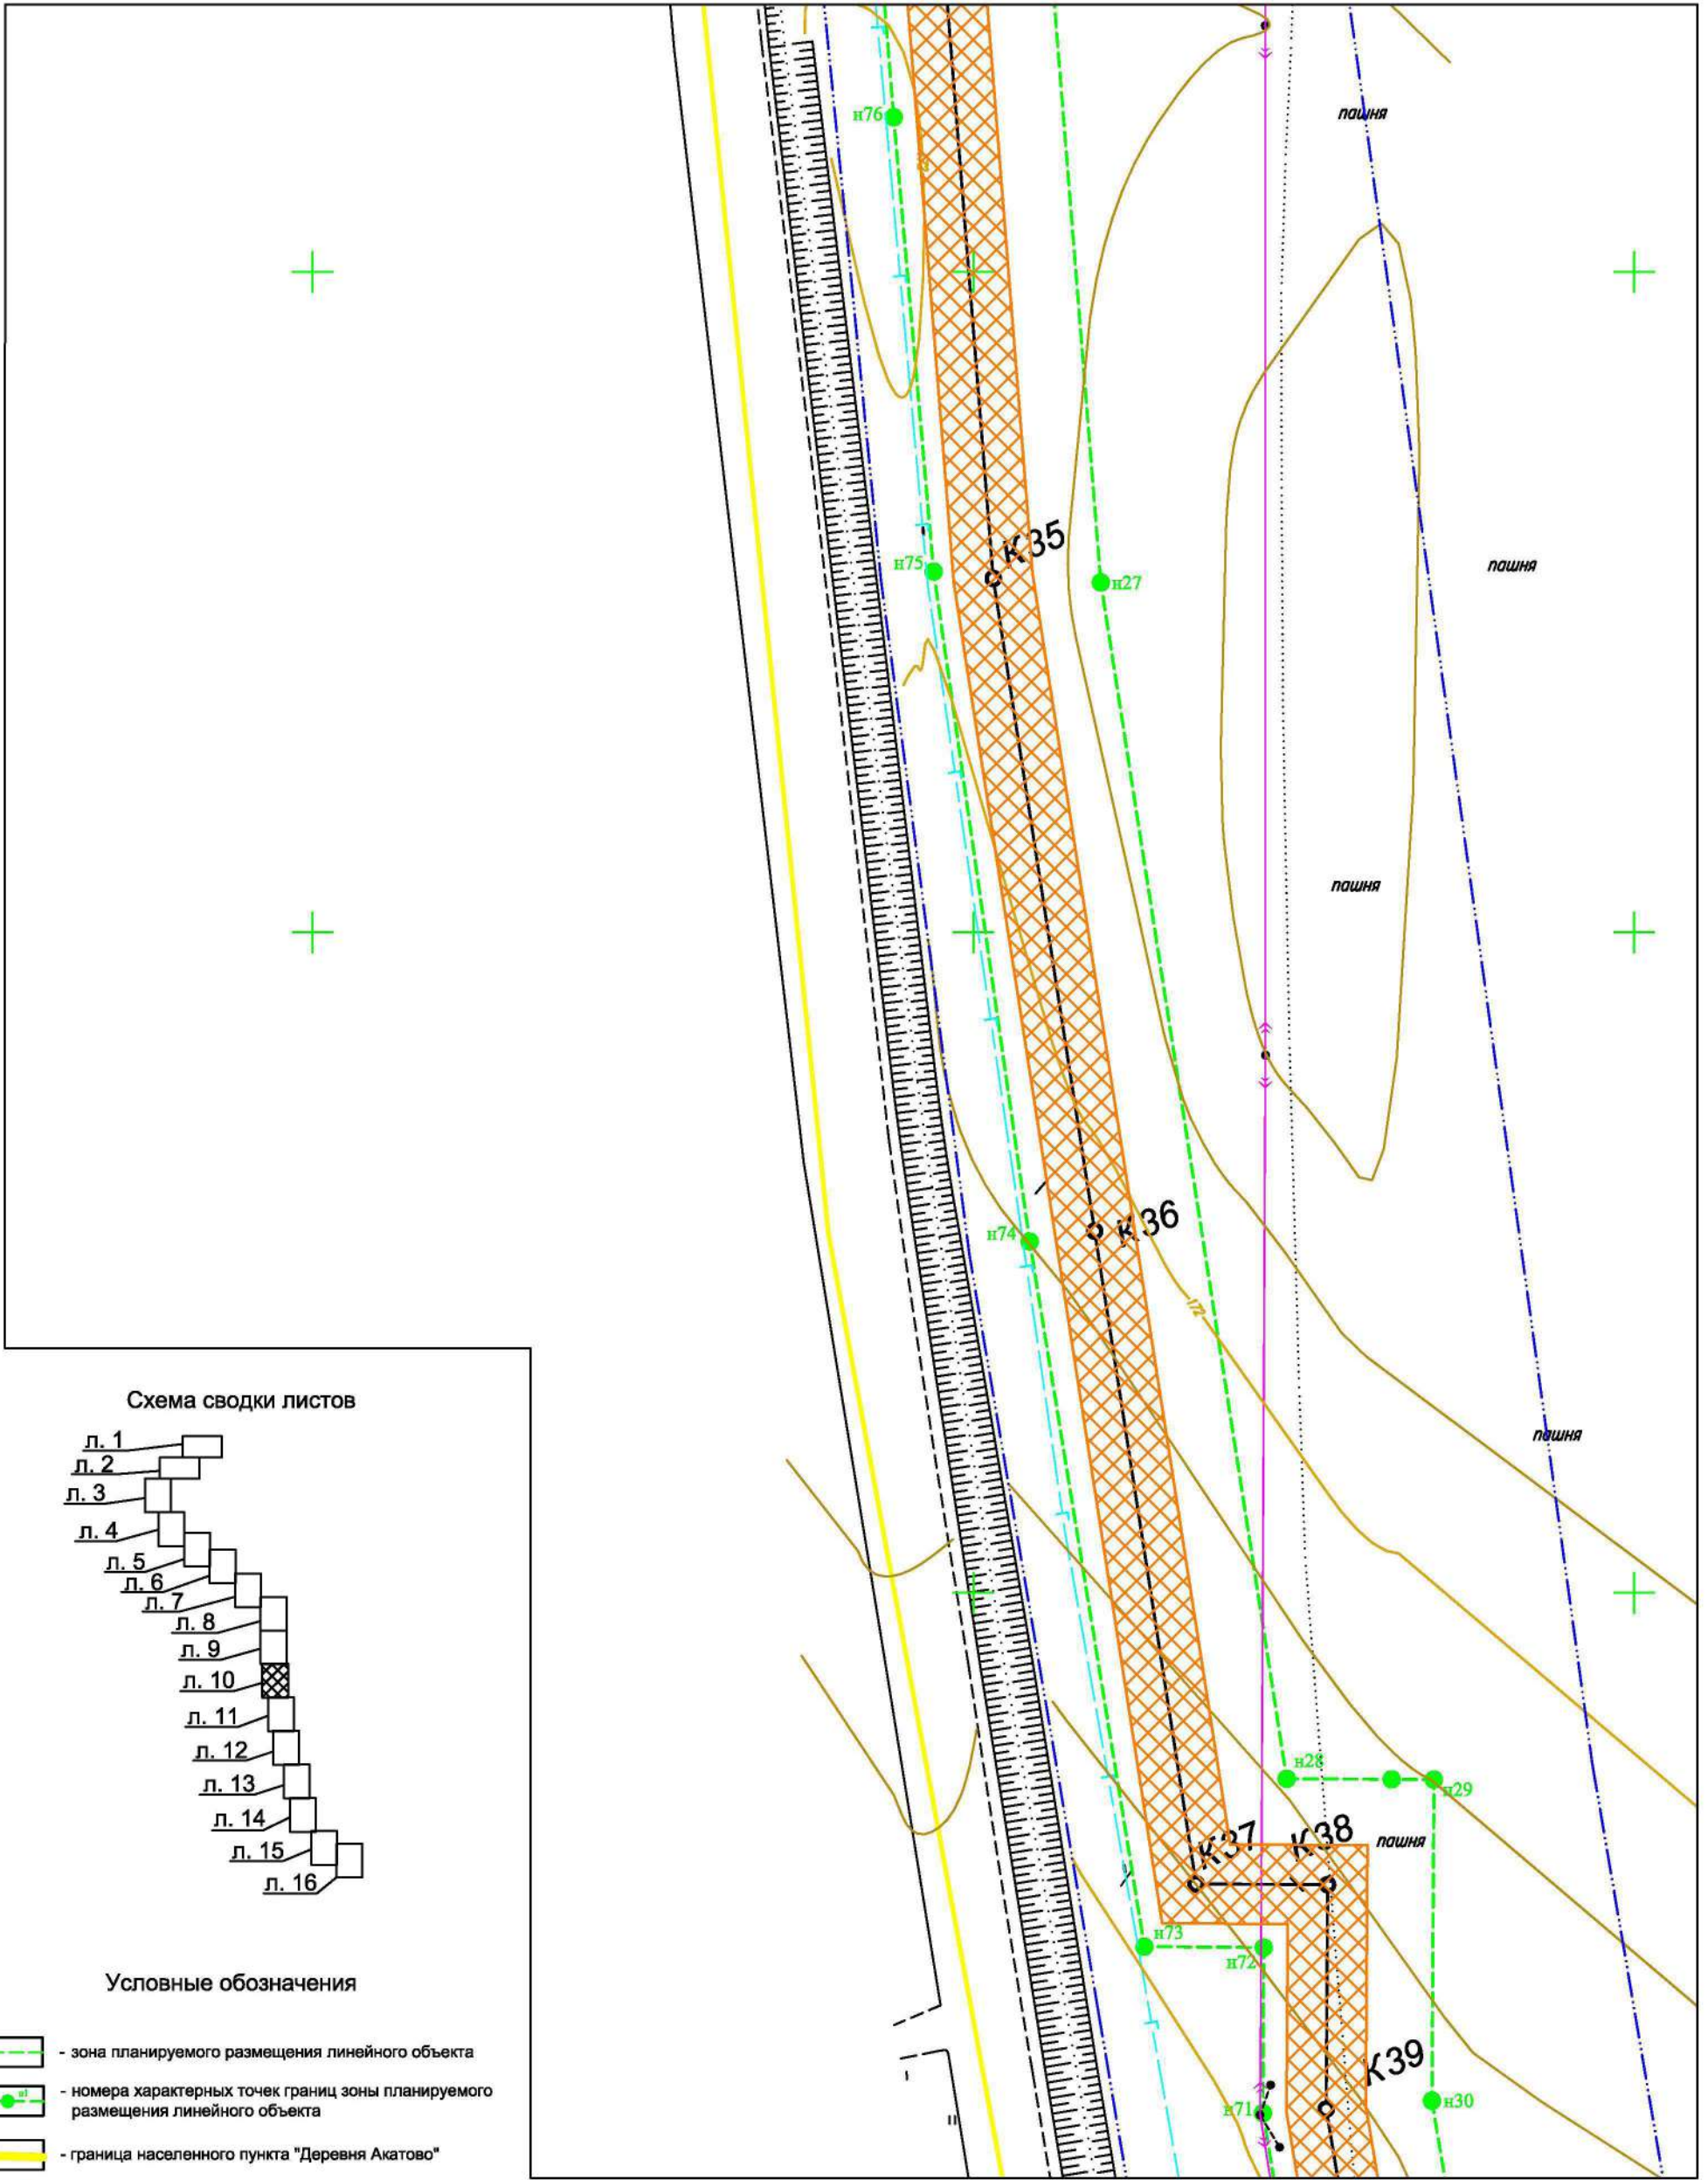 пашня
н76
К35
н75
н27
пашня
пашня
К36
н74
172
пашня
Схема сводки листов
л. 1
л. 2
л. 3
л. 4
л. 5
л. 6
л. 7
л. 8
л. 9
л. 10
л. 11
л. 12
л. 13
л. 14
л. 15
л. 16
н28
н29
К37
К38
пашня
н73
н72
К39
н71
н30
Условные обозначения
- зона планируемого размещения линейного объекта
н1
- номера характерных точек границ зоны планируемого
размещения линейного объекта
- граница населенного пункта "Деревня Акатово"